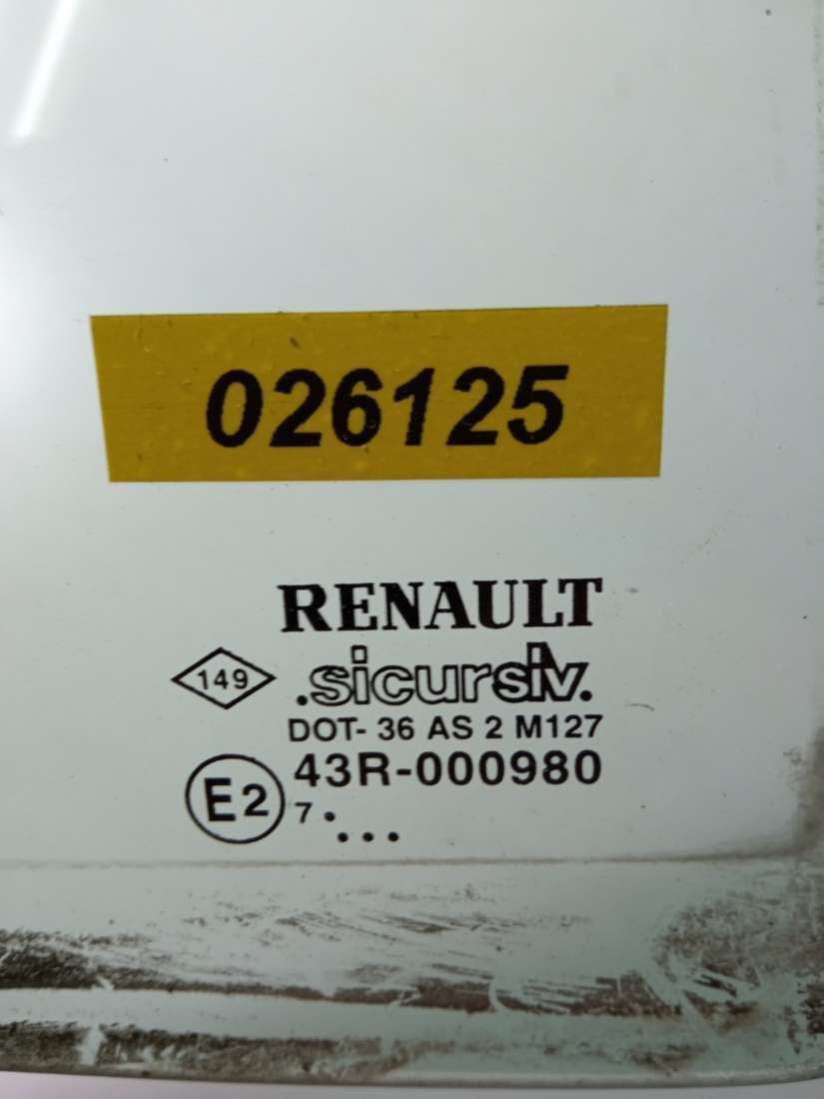 026125
RENAULT
149 .sicursiv.
DOT- 36 AS 2 M127
E2 43R-000980
7 •
•••